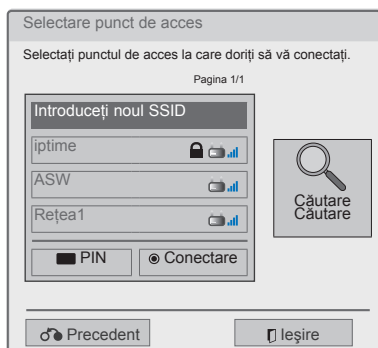 Selectare punct de acces
Selectați punctul de acces la care doriți să vă conectați.
Pagina 1/1
Introduceți noul SSID
iptime
ASW
Rețea1
Căutare
Căutare
PIN
Conectare
Precedent
Ieșire